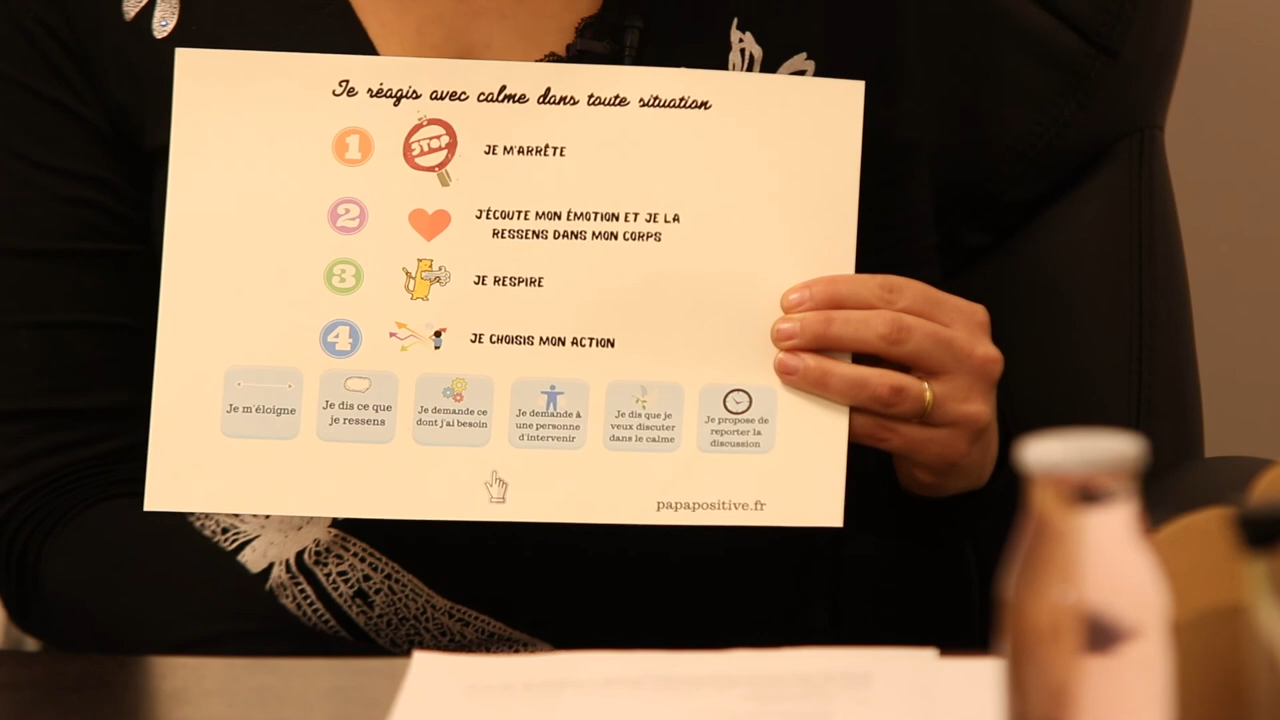 Je réagis avec calme dans toute situation
1 STOP JE M'ARRÊTE
2 J'ÉCOUTE MON ÉMOTION ET JE LA
RESSENS DANS MON CORPS
3 JE RESPIRE
4 JE CHOISIS MON ACTION
Je m'éloigne
Je dis ce que
je ressens
Je demande ce
dont j'ai besoin
Je demande à
une personne
d'intervenir
Je dis que je
veux discuter
dans le calme
Je propose de
reporter la
discussion
papapositive.fr